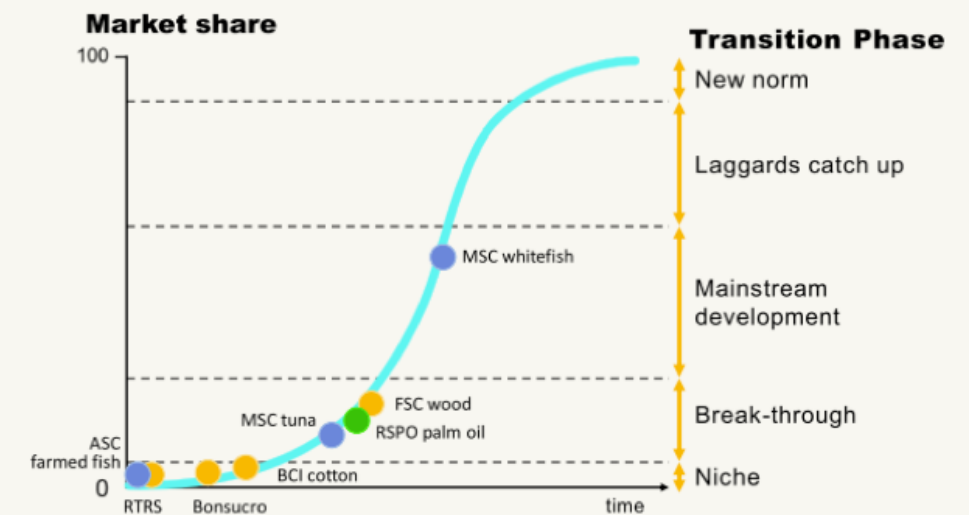 Market share
Transition Phase
100
New norm
Laggards catch up
MSC whitefish
Mainstream
development
FSC wood
MSC tuna
RSPO palm oil
Break-through
ASC
farmed fish
BCI cotton
Niche
0
RTRS
Bonsucro
time